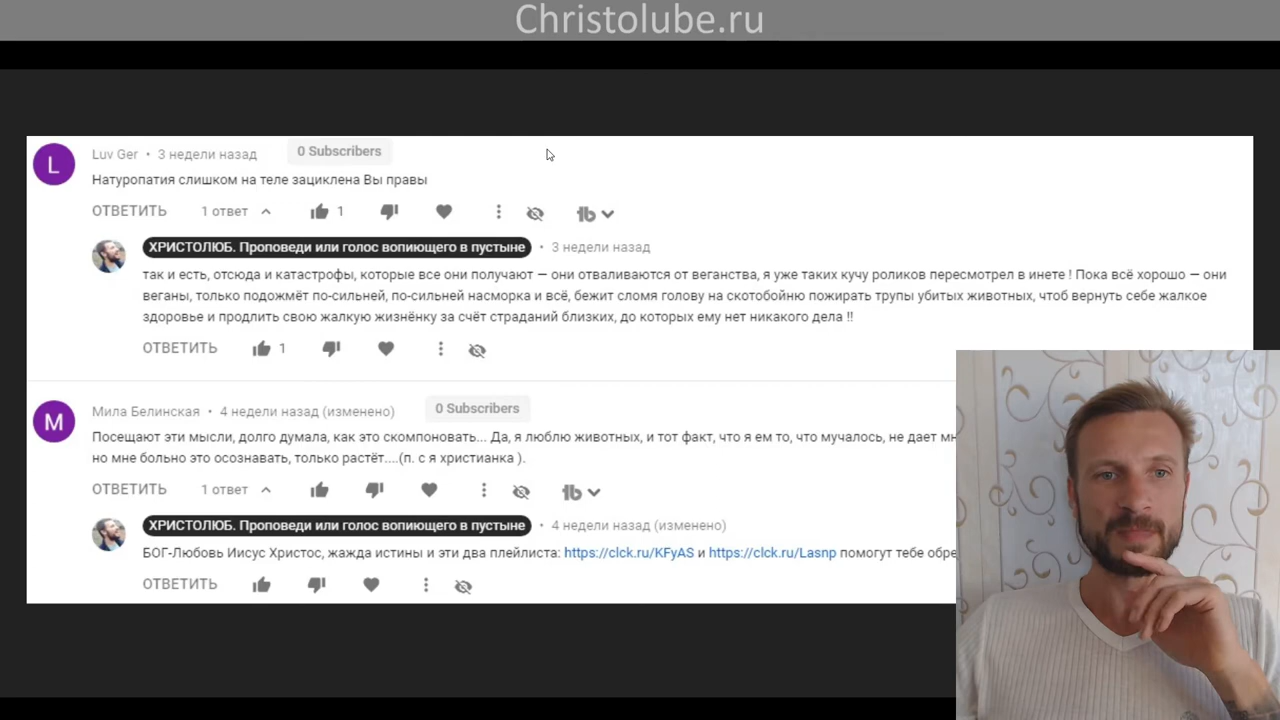 Christolube.ru
L
Luv Ger • 3 недели назад 0 Subscribers
Натуропатия слишком на теле зациклена Вы правы
ОТВЕТИТЬ 1 ответ 1
ХРИСТОЛЮБ. Проповеди или голос вопиющего в пустыне • 3 недели назад
так и есть, отсюда и катастрофы, которые все они получают — они отваливаются от веганства, я уже таких кучу роликов пересмотрел в инете ! Пока всё хорошо — они
веганы, только подожмёт по-сильней, по-сильней насморка и всё, бежит сломя голову на скотобойню пожирать трупы убитых животных, чтоб вернуть себе жалкое
здоровье и продлить свою жалкую жизнёнку за счёт страданий близких, до которых ему нет никакого дела !!
ОТВЕТИТЬ 1
М
Мила Белинская • 4 недели назад (изменено) 0 Subscribers
Посещают эти мысли, долго думала, как это скомпоновать... Да, я люблю животных, и тот факт, что я ем то, что мучалось, не дает
но мне больно это осознавать, только растёт....(п. с я христианка ).
ОТВЕТИТЬ 1 ответ
ХРИСТОЛЮБ. Проповеди или голос вопиющего в пустыне • 4 недели назад (изменено)
БОГ-Любовь Иисус Христос, жажда истины и эти два плейлиста: https://clck.ru/KFyAS и https://clck.ru/Lasnp помогут тебе
ОТВЕТИТЬ